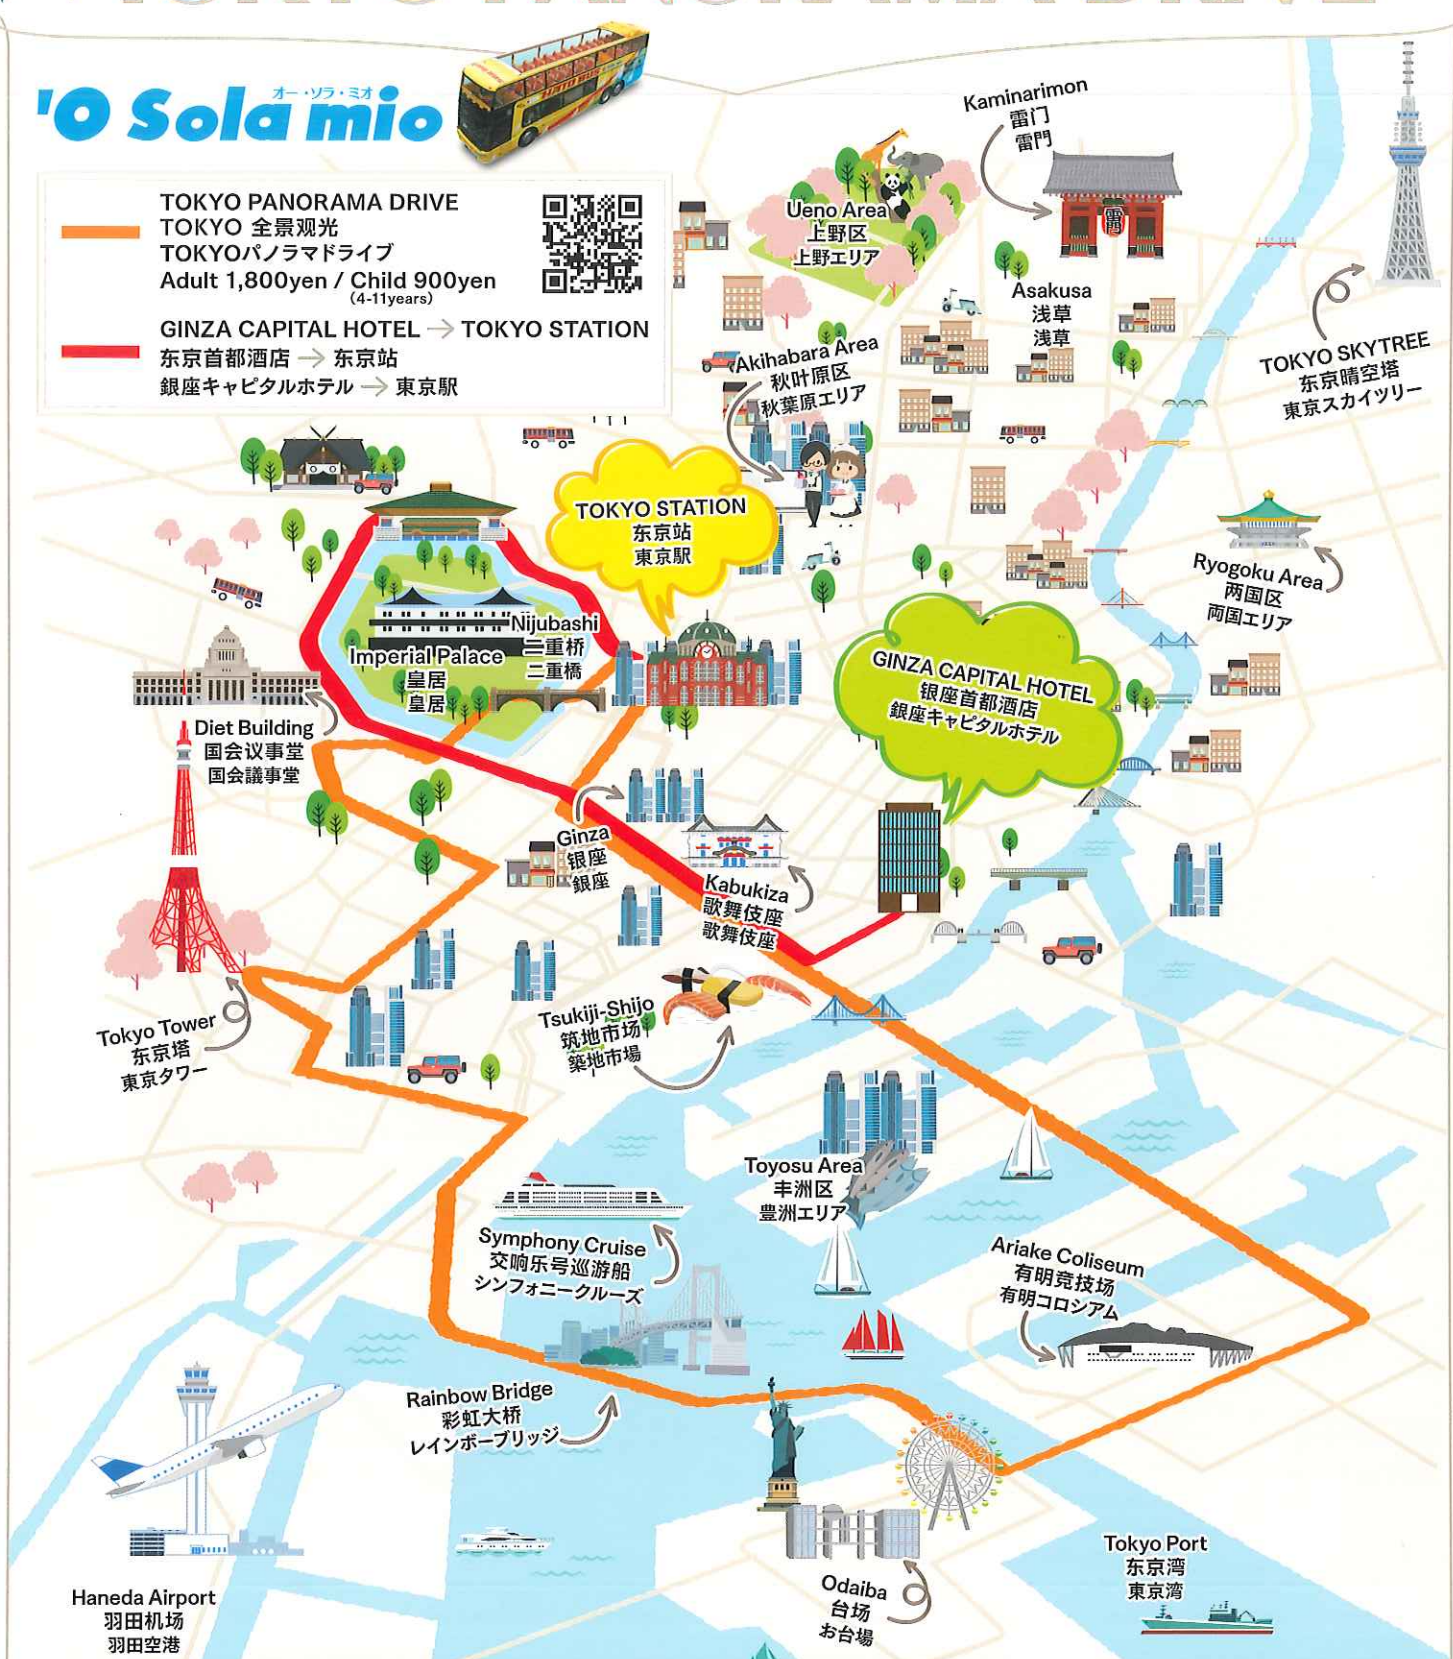 TOKYO PANORAMA DRIVE
オー・ソラ・ミオ
'O Sola mio
TOKYO PANORAMA DRIVE
TOKYO 全景观光
TOKYOパノラマドライブ
Adult 1,800yen / Child 900yen
(4-11years)
GINZA CAPITAL HOTEL → TOKYO STATION
东京首都酒店 → 东京站
銀座キャピタルホテル → 東京駅
Kaminarimon
雷门
雷門
Ueno Area
上野区
上野エリア
Asakusa
浅草
浅草
TOKYO SKYTREE
东京晴空塔
東京スカイツリー
Akihabara Area
秋叶原区
秋葉原エリア
TOKYO STATION
东京站
東京駅
Ryogoku Area
两国区
両国エリア
Nijubashi
二重桥
二重橋
Imperial Palace
皇居
皇居
GINZA CAPITAL HOTEL
银座首都酒店
銀座キャピタルホテル
Diet Building
国会议事堂
国会議事堂
Ginza
银座
銀座
Kabukiza
歌舞伎座
歌舞伎座
Tokyo Tower
东京塔
東京タワー
Tsukiji-Shijo
筑地市场
築地市場
Toyosu Area
丰洲区
豊洲エリア
Symphony Cruise
交响乐号巡游船
シンフォニークルーズ
Ariake Coliseum
有明竞技场
有明コロシアム
Rainbow Bridge
彩虹大桥
レインボーブリッジ
Haneda Airport
羽田机场
羽田空港
Odaiba
台场
お台場
Tokyo Port
东京湾
東京湾